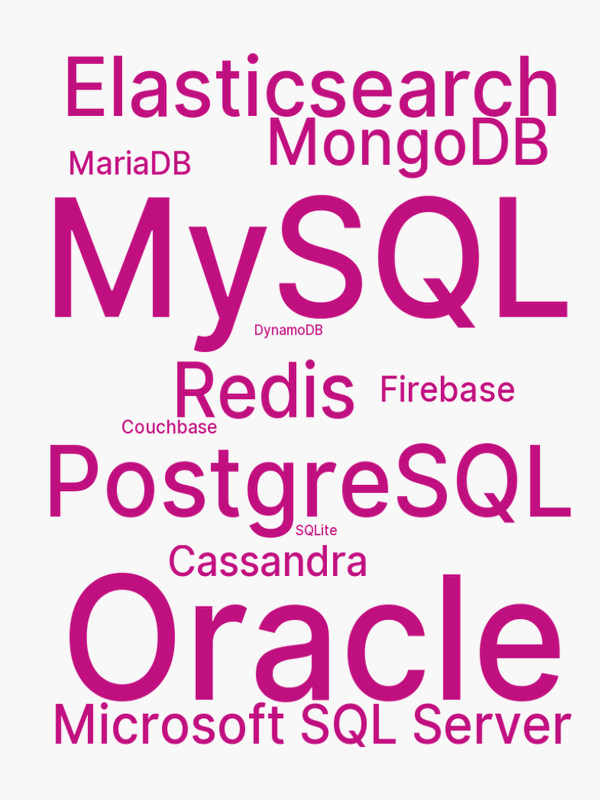 Elasticsearch
MongoDB
MariaDB
MySQL
DynamoDB
Redis
Firebase
Couchbase
PostgreSQL
SQLite
Cassandra
Oracle
Microsoft SQL Server